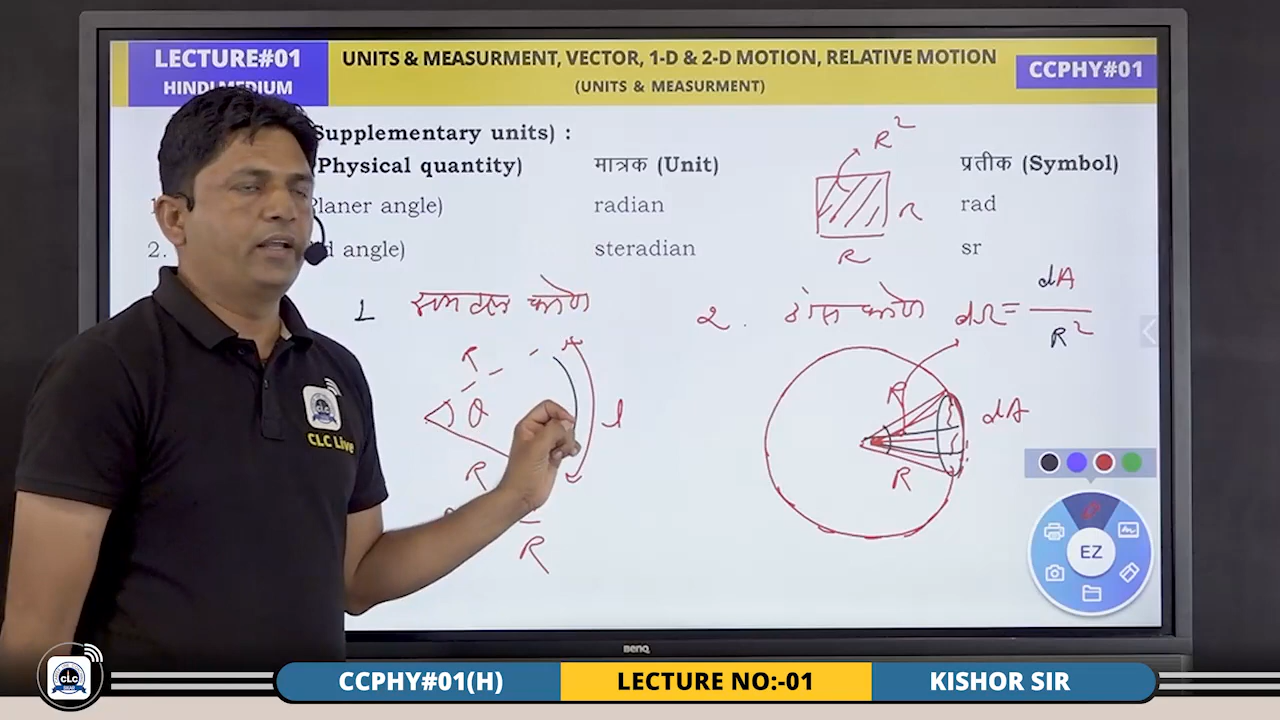 LECTURE#01
HINDI MEDIUM
UNITS & MEASURMENT, VECTOR, 1-D & 2-D MOTION, RELATIVE MOTION
(UNITS & MEASURMENT)
CCPHY#01
Supplementary units) :
Physical quantity)
मात्रक (Unit)
प्रतीक (Symbol)
Planer angle)
radian
rad
2.
angle)
steradian
sr
R²
R
R
1 समतल कोण
2. घन कोण
dΩ = dA
R²
R
θ
l
R
R
R
R
dA
CLC Live
EZ
BenQ
CLC
CCPHY#01(H)
LECTURE NO:-01
KISHOR SIR